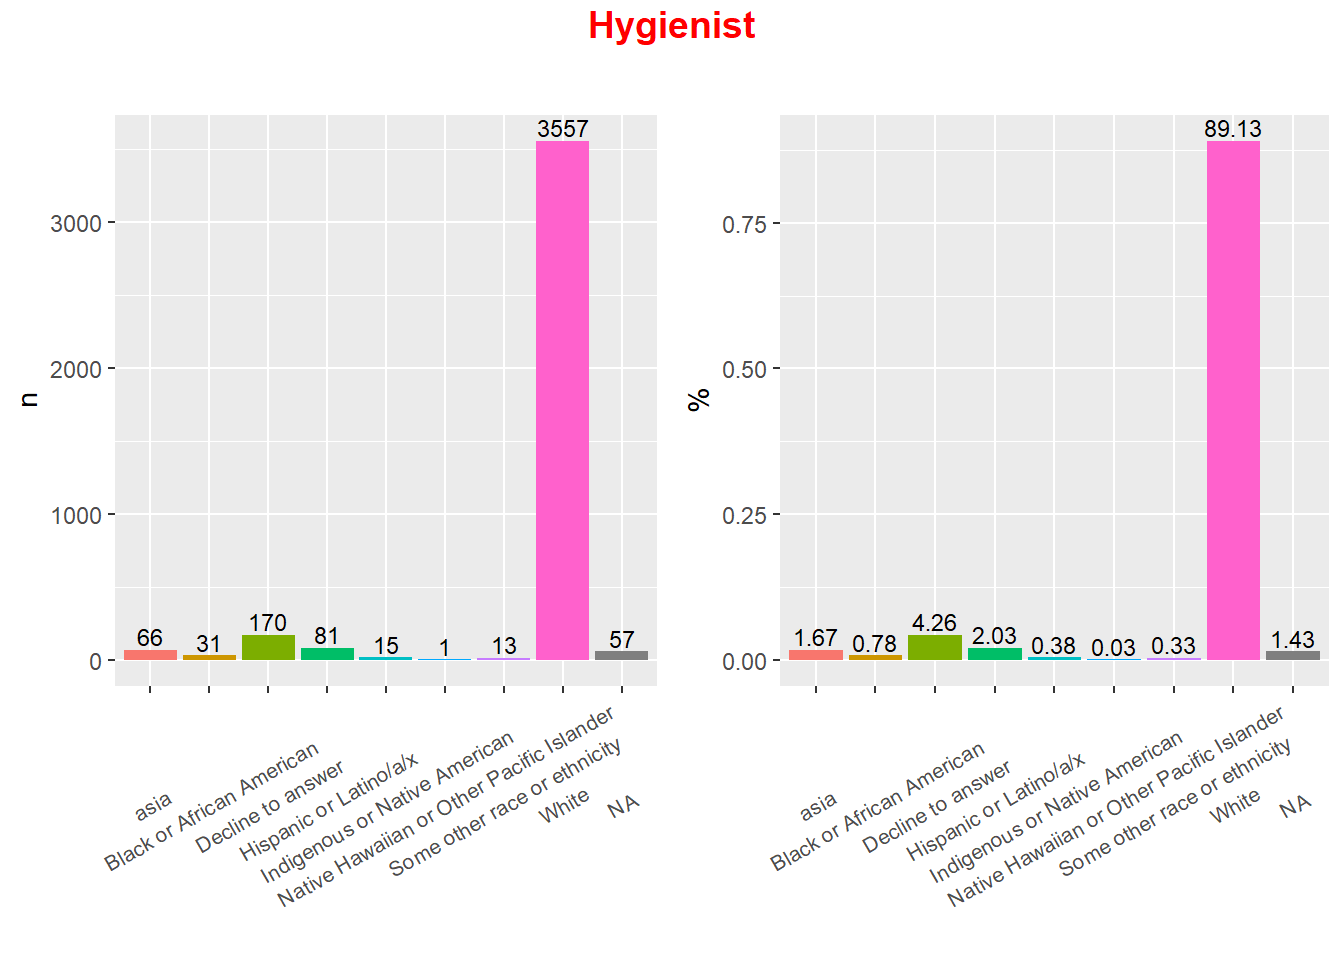 Hygienist
n
3000
2000
1000
0
66
31
170
81
15
1
13
3557
57
asia
Black or African American
Decline to answer
Hispanic or Latino/a/x
Indigenous or Native American
Native Hawaiian or Other Pacific Islander
Some other race or ethnicity
White
NA
%
0.75
0.50
0.25
0.00
1.67
0.78
4.26
2.03
0.38
0.03
0.33
89.13
1.43
asia
Black or African American
Decline to answer
Hispanic or Latino/a/x
Indigenous or Native American
Native Hawaiian or Other Pacific Islander
Some other race or ethnicity
White
NA